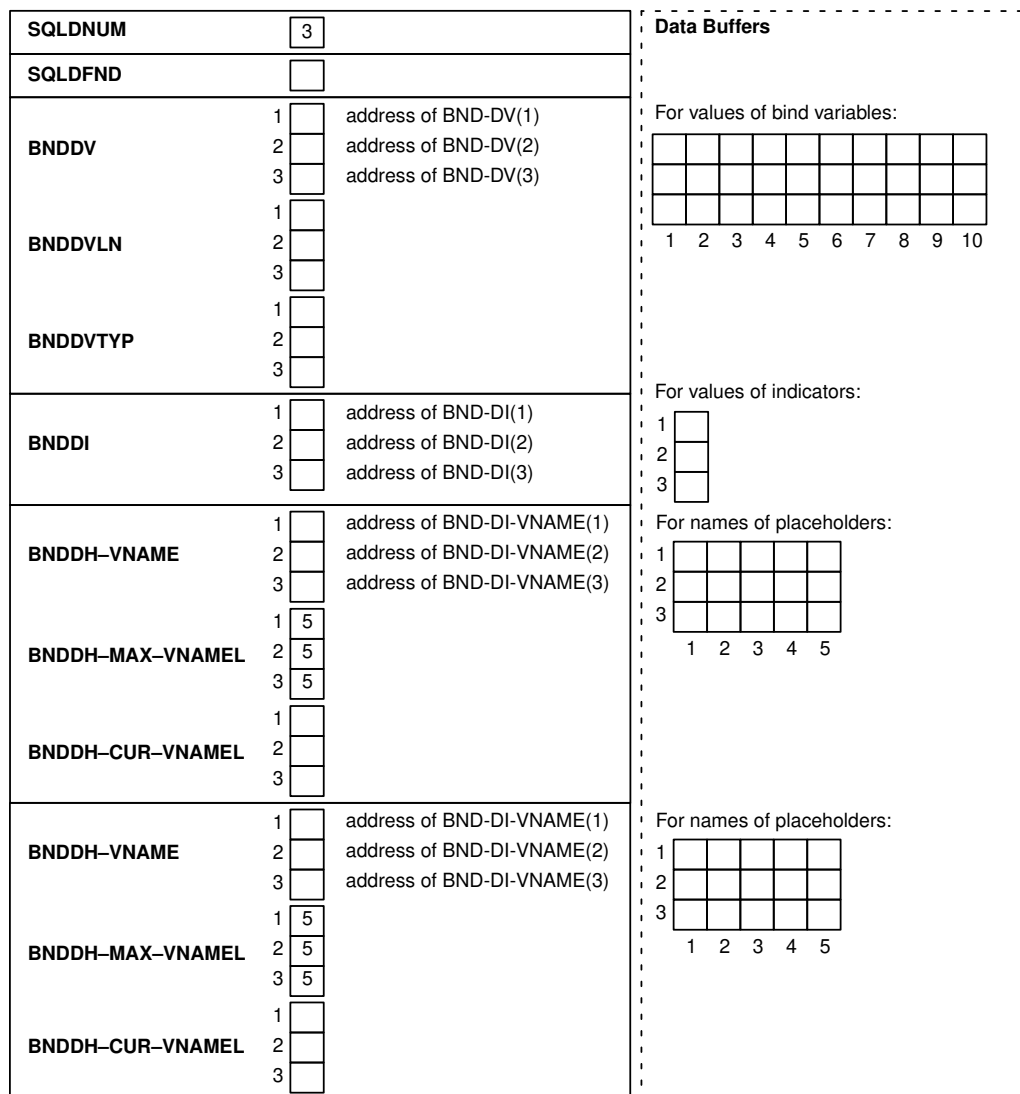 SQLDNUM 3
Data Buffers
SQLDFND
1 address of BND-DV(1)
BNDDV 2 address of BND-DV(2)
3 address of BND-DV(3)
For values of bind variables:
1 2 3 4 5 6 7 8 9 10
1
BNDDVLN 2
3
1
BNDDVTYP 2
3
1 address of BND-DI(1)
BNDDI 2 address of BND-DI(2)
3 address of BND-DI(3)
For values of indicators:
1
2
3
1 address of BND-DI-VNAME(1)
BNDDH–VNAME 2 address of BND-DI-VNAME(2)
3 address of BND-DI-VNAME(3)
For names of placeholders:
1
2
3
1 2 3 4 5
1 5
BNDDH–MAX–VNAMEL 2 5
3 5
1
BNDDH–CUR–VNAMEL 2
3
1 address of BND-DI-VNAME(1)
BNDDH–VNAME 2 address of BND-DI-VNAME(2)
3 address of BND-DI-VNAME(3)
For names of placeholders:
1
2
3
1 2 3 4 5
1 5
BNDDH–MAX–VNAMEL 2 5
3 5
1
BNDDH–CUR–VNAMEL 2
3